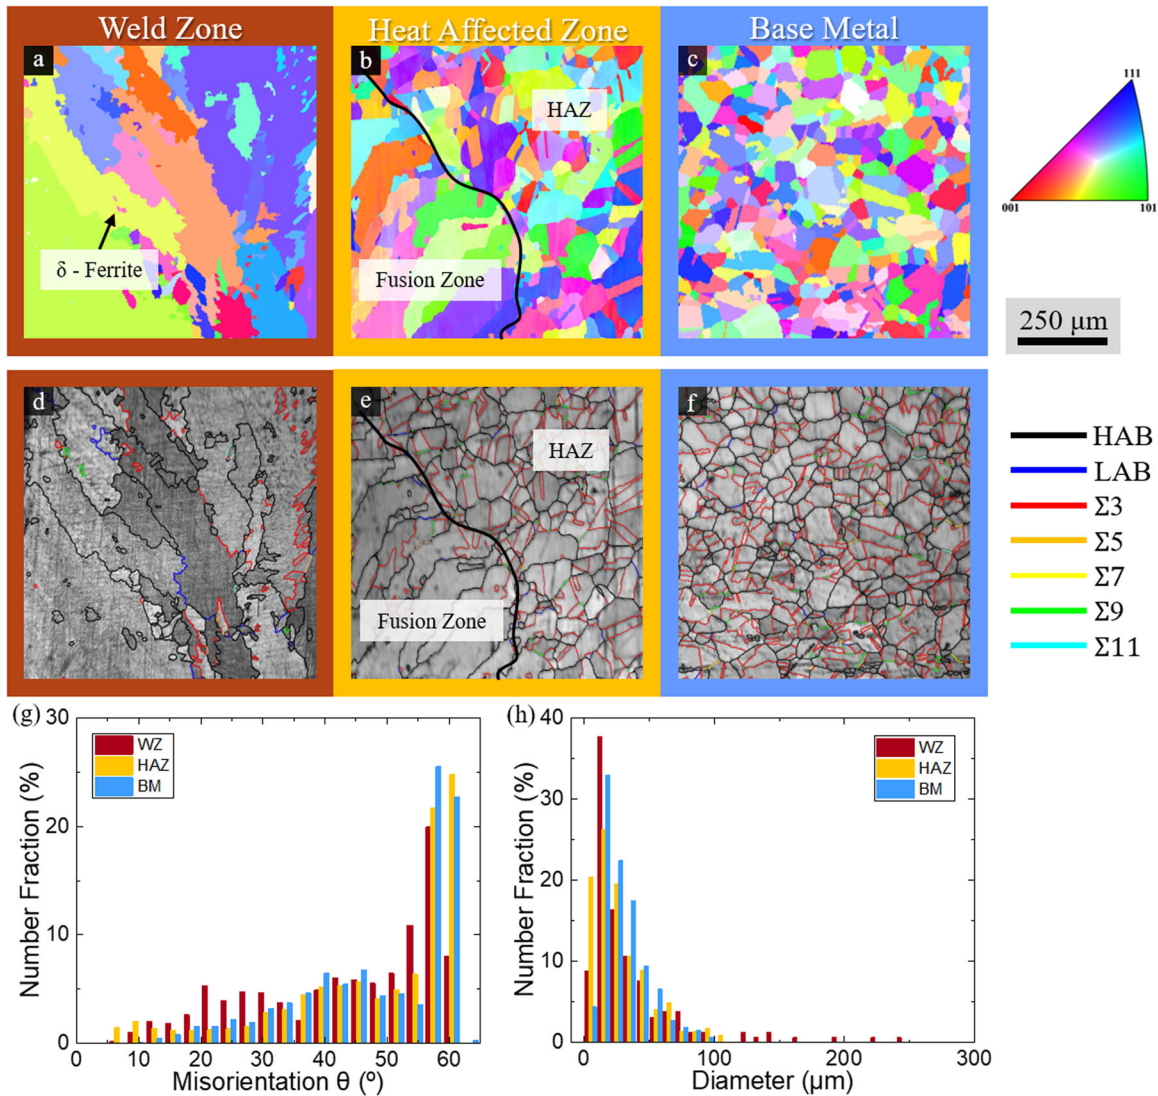 Weld Zone
Heat Affected Zone
Base Metal
a
b
c
HAZ
δ - Ferrite
Fusion Zone
111
001
101
250 μm
d
e
f
HAZ
Fusion Zone
HAB
LAB
Σ3
Σ5
Σ7
Σ9
Σ11
(g)
30
20
10
0
Number Fraction (%)
WZ
HAZ
BM
0 10 20 30 40 50 60
Misorientation θ (º)
(h)
40
30
20
10
0
Number Fraction (%)
WZ
HAZ
BM
0 100 200 300
Diameter (μm)